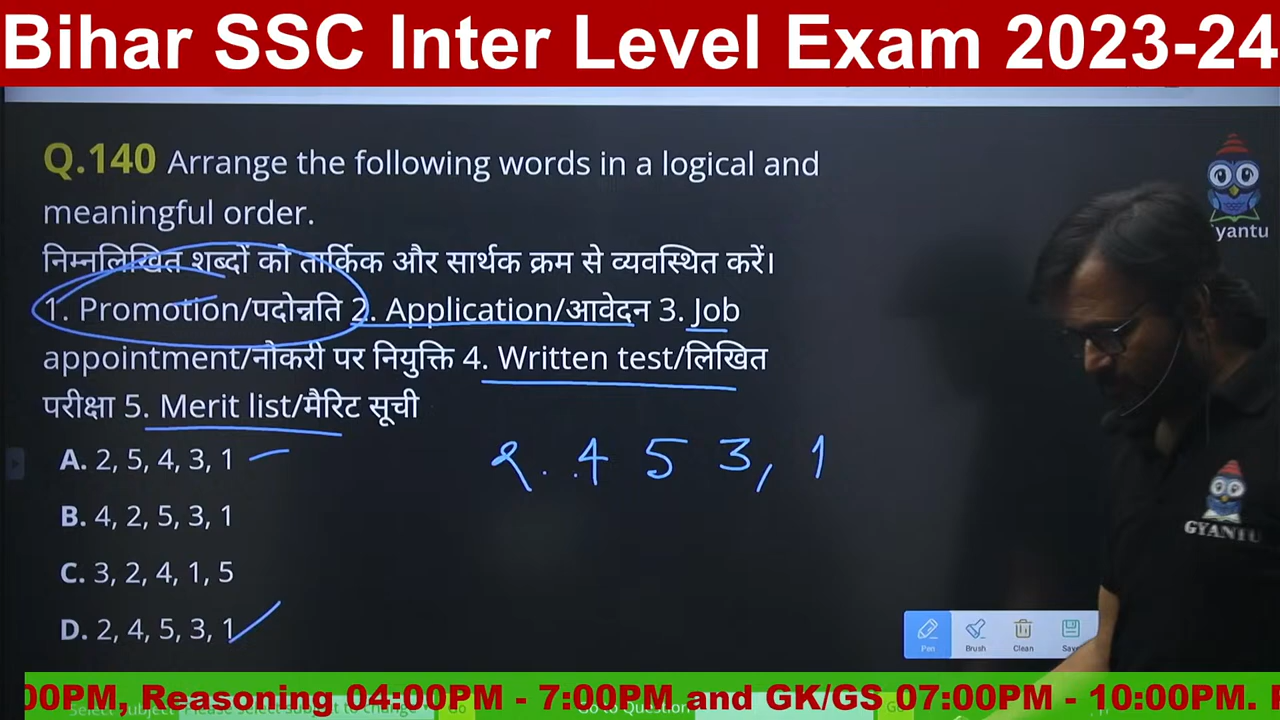 Bihar SSC Inter Level Exam 2023-24
Q.140 Arrange the following words in a logical and
meaningful order.
निम्नलिखित शब्दों को तार्किक और सार्थक क्रम से व्यवस्थित करें।
1. Promotion/पदोन्नति 2. Application/आवेदन 3. Job
appointment/नोकरी पर नियुक्ति 4. Written test/लिखित
परीक्षा 5. Merit list/मैरिट सूची
A. 2, 5, 4, 3, 1
B. 4, 2, 5, 3, 1
C. 3, 2, 4, 1, 5
D. 2, 4, 5, 3, 1
२. 4 5 3, 1
yantu
GYANTU
Pen Brush Clean Save
00PM, Reasoning 04:00PM - 7:00PM and GK/GS 07:00PM - 10:00PM.